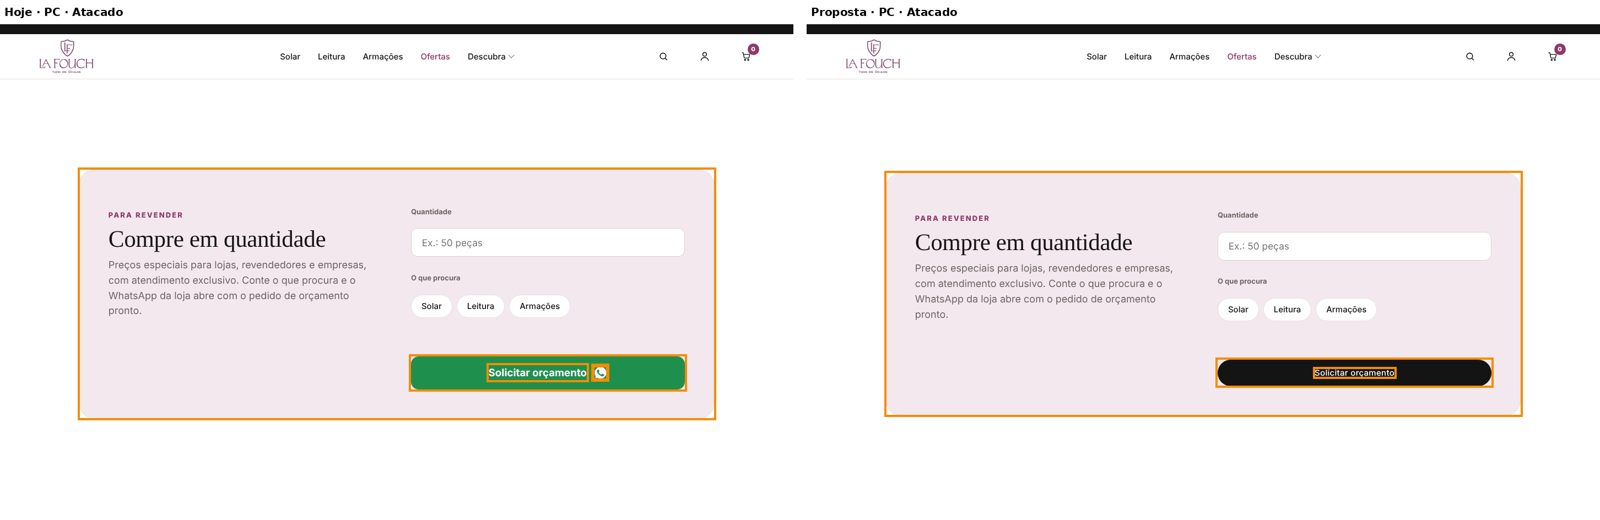 Hoje · PC · Atacado
LF
LA FOUCH
Solar Leitura Armações Ofertas Descubra
0
PARA REVENDER
Compre em quantidade
Preços especiais para lojas, revendedores e empresas,
com atendimento exclusivo. Conte o que procura e o
WhatsApp da loja abre com o pedido de orçamento
pronto.
Quantidade
Ex.: 50 peças
O que procura
Solar Leitura Armações
Solicitar orçamento
Proposta · PC · Atacado
LF
LA FOUCH
Solar Leitura Armações Ofertas Descubra
0
PARA REVENDER
Compre em quantidade
Preços especiais para lojas, revendedores e empresas,
com atendimento exclusivo. Conte o que procura e o
WhatsApp da loja abre com o pedido de orçamento
pronto.
Quantidade
Ex.: 50 peças
O que procura
Solar Leitura Armações
Solicitar orçamento